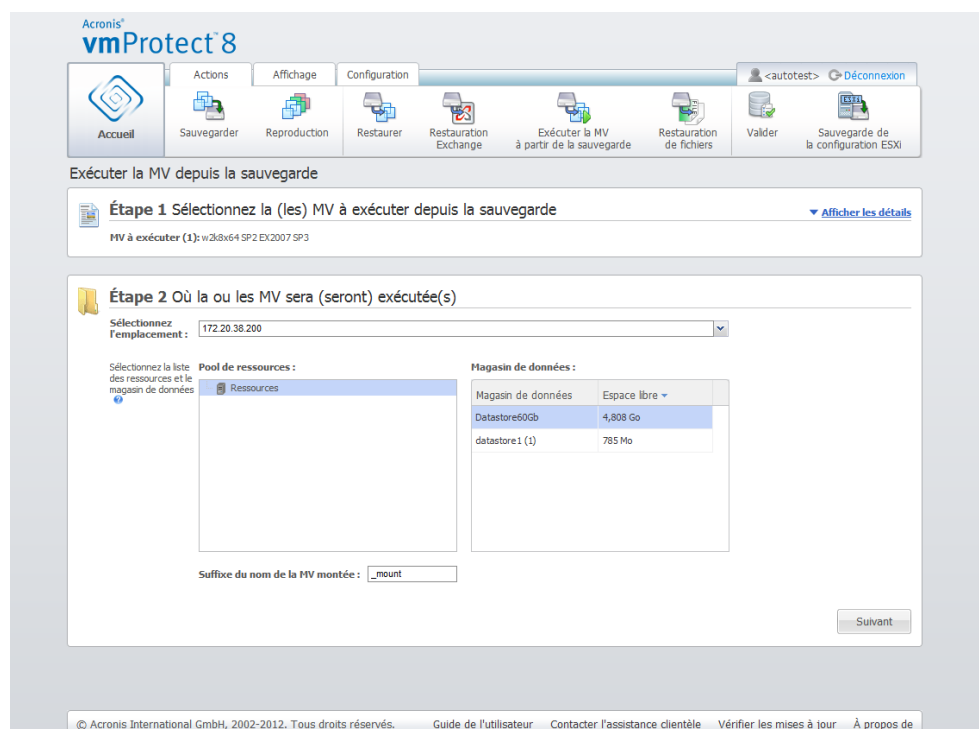 Acronis®
vmProtect™8
Actions
Affichage
Configuration
<autotest>
Déconnexion
Accueil
Sauvegarder
Reproduction
Restaurer
Restauration
Exchange
Exécuter la MV
à partir de la sauvegarde
Restauration
de fichiers
Valider
Sauvegarde de
la configuration ESXi
Exécuter la MV depuis la sauvegarde
Étape 1 Sélectionnez la (les) MV à exécuter depuis la sauvegarde
Afficher les détails
MV à exécuter (1): w2k8x64 SP2 EX2007 SP3
Étape 2 Où la ou les MV sera (seront) exécutée(s)
Sélectionnez
l'emplacement :
172.20.38.200
Sélectionnez la liste
des ressources et le
magasin de données
Pool de ressources :
Ressources
Magasin de données :
Magasin de données
Espace libre
Datastore60Gb
4,808 Go
datastore1 (1)
785 Mo
Suffixe du nom de la MV montée :
_mount
Suivant
© Acronis International GmbH, 2002-2012. Tous droits réservés.
Guide de l'utilisateur
Contacter l'assistance clientèle
Vérifier les mises à jour
À propos de